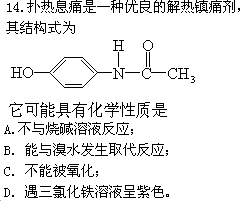 14.扑热息痛是一种优良的解热镇痛剂,
其结构式为
H O
HO N CH₃
它可能具有化学性质是
A.不与烧碱溶液反应;
B. 能与溴水发生取代反应;
C. 不能被氧化;
D. 遇三氯化铁溶液呈紫色。